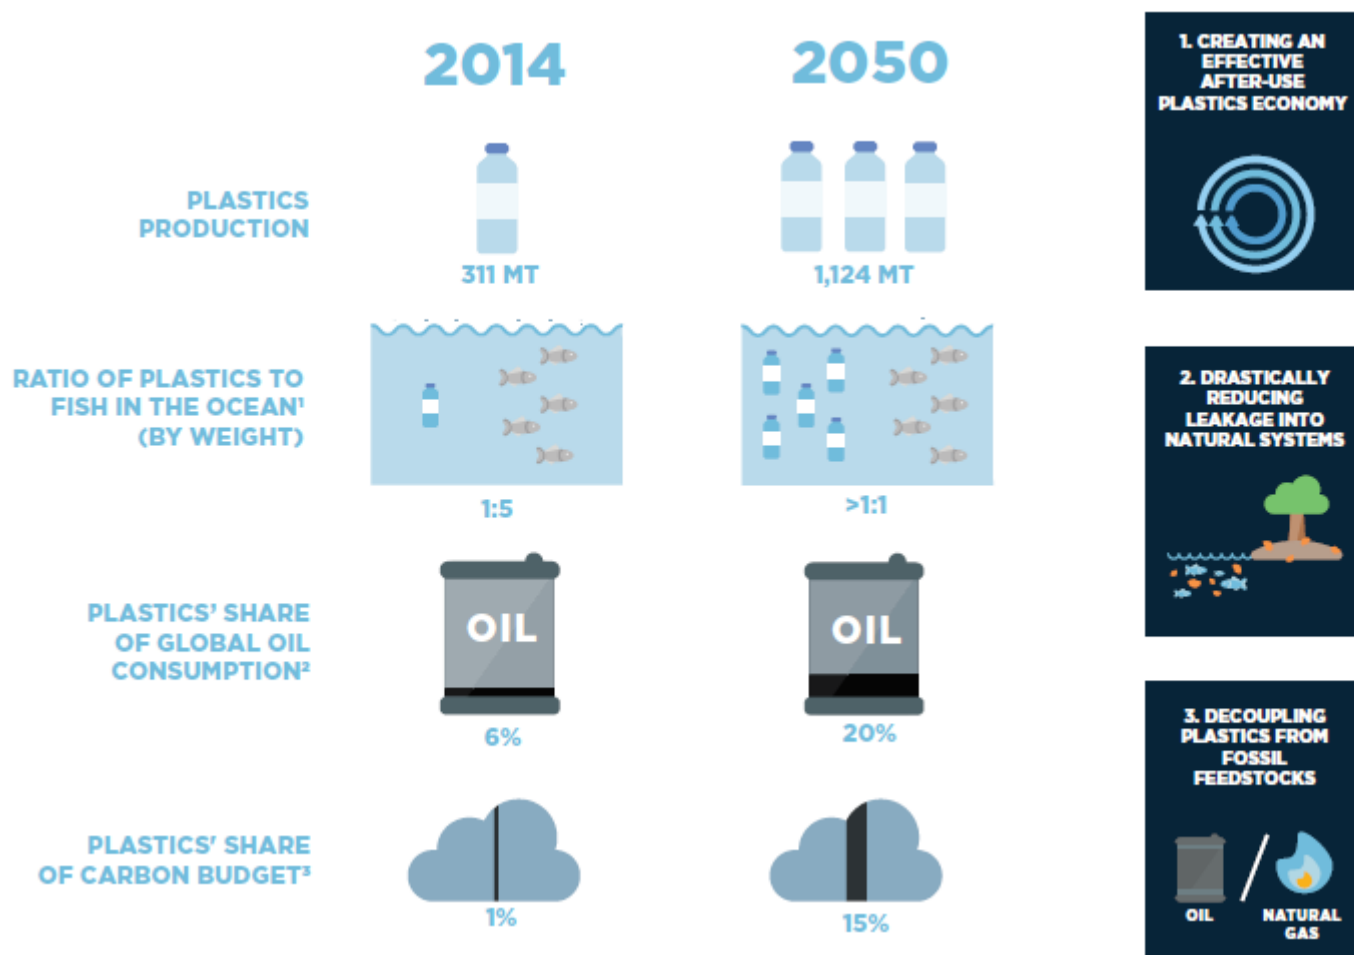 2014
2050
PLASTICS
PRODUCTION
311 MT
1,124 MT
RATIO OF PLASTICS TO
FISH IN THE OCEAN¹
(BY WEIGHT)
1:5
>1:1
PLASTICS' SHARE
OF GLOBAL OIL
CONSUMPTION²
OIL
OIL
6%
20%
PLASTICS' SHARE
OF CARBON BUDGET³
1%
15%
1. CREATING AN
EFFECTIVE
AFTER-USE
PLASTICS ECONOMY
2. DRASTICALLY
REDUCING
LEAKAGE INTO
NATURAL SYSTEMS
3. DECOUPLING
PLASTICS FROM
FOSSIL
FEEDSTOCKS
OIL
NATURAL
GAS